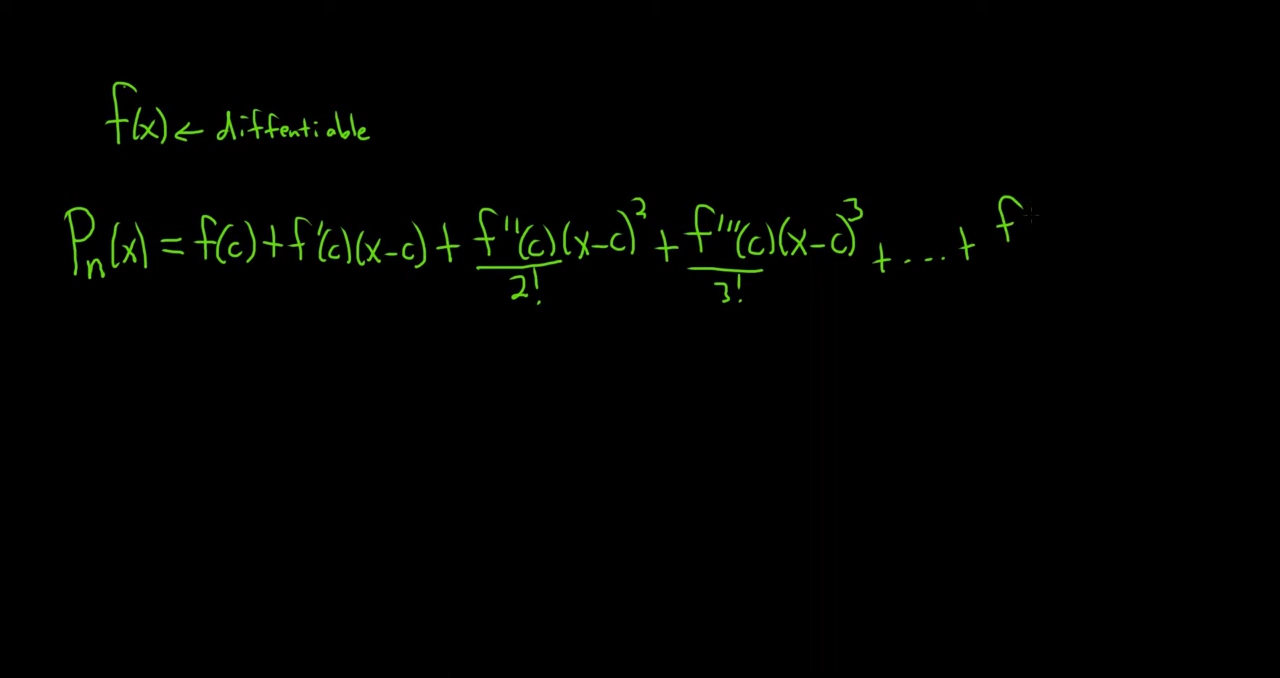 f(x) ← diffentiable
Pₙ(x) = f(c) + f'(c)(x-c) + f''(c)/2! (x-c)² + f'''(c)/3! (x-c)³ + .... + f